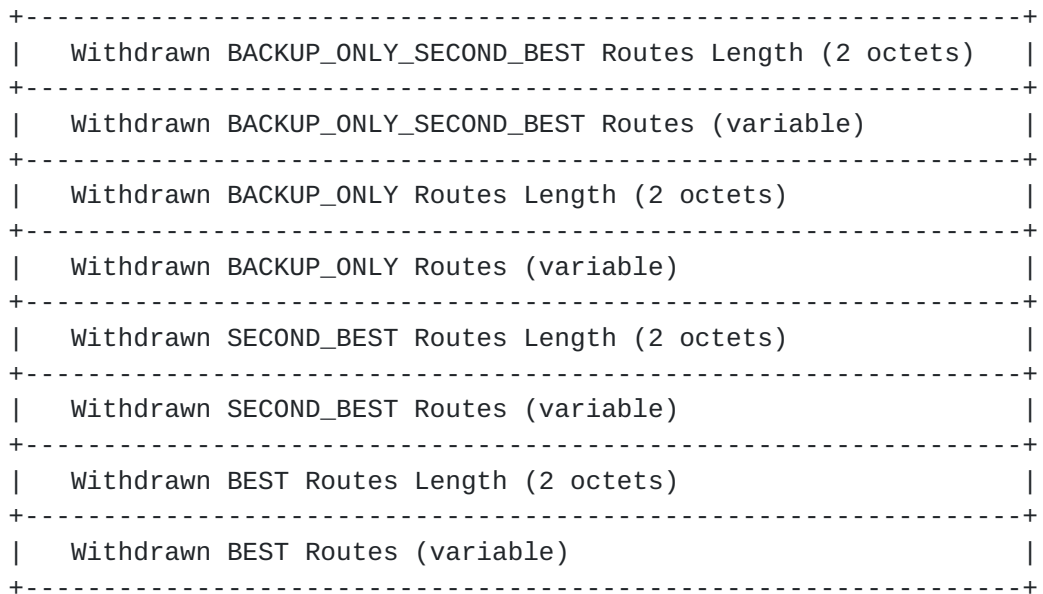 +----------------------------------------------------------------+
|   Withdrawn BACKUP_ONLY_SECOND_BEST Routes Length (2 octets)   |
+----------------------------------------------------------------+
|   Withdrawn BACKUP_ONLY_SECOND_BEST Routes (variable)          |
+----------------------------------------------------------------+
|   Withdrawn BACKUP_ONLY Routes Length (2 octets)               |
+----------------------------------------------------------------+
|   Withdrawn BACKUP_ONLY Routes (variable)                      |
+----------------------------------------------------------------+
|   Withdrawn SECOND_BEST Routes Length (2 octets)               |
+----------------------------------------------------------------+
|   Withdrawn SECOND_BEST Routes (variable)                      |
+----------------------------------------------------------------+
|   Withdrawn BEST Routes Length (2 octets)                      |
+----------------------------------------------------------------+
|   Withdrawn BEST Routes (variable)                             |
+----------------------------------------------------------------+